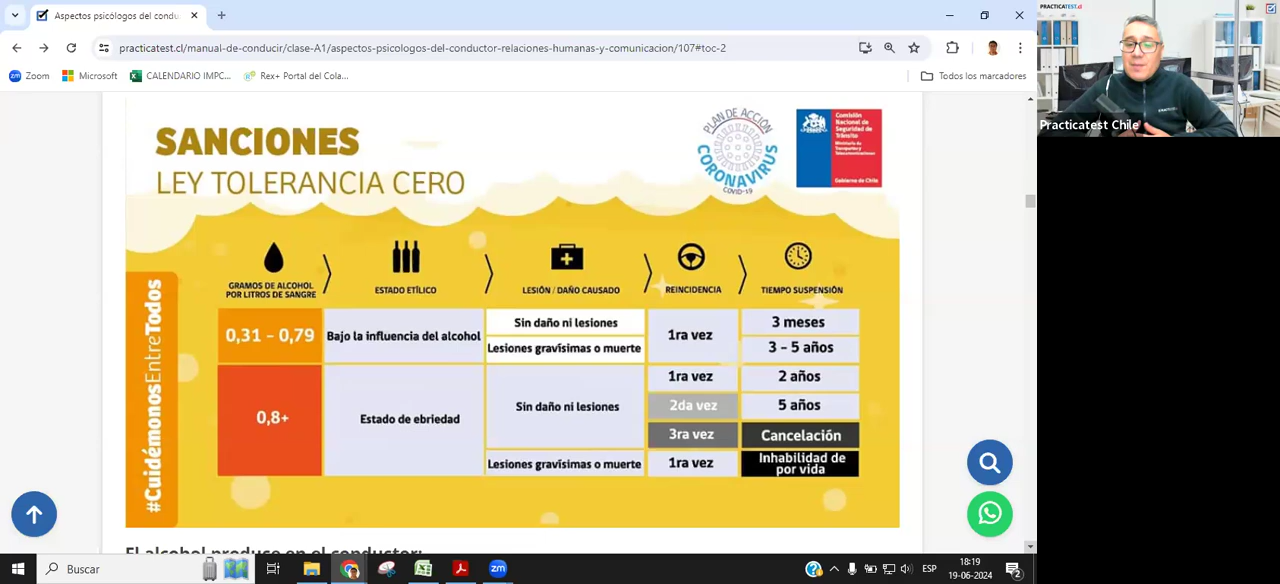 Aspectos psicólogos del condu
practicatest.cl/manual-de-conducir/clase-A1/aspectos-psicologos-del-conductor-relaciones-humanas-y-comunicacion/107#toc-2
Zoom
Microsoft
CALENDARIO IMPC...
Rex+ Portal del Cola...
Todos los marcadores
PRACTICATEST.cl
Practicatest Chile
SANCIONES
LEY TOLERANCIA CERO
PLAN DE ACCIÓN
CORONAVIRUS
COVID-19
Comisión
Nacional de
Seguridad de
Tránsito
Ministerio de
Transportes y
Telecomunicaciones
Gobierno de Chile
#CuidémonosEntreTodos
GRAMOS DE ALCOHOL
POR LITROS DE SANGRE
ESTADO ETÍLICO
LESIÓN / DAÑO CAUSADO
REINCIDENCIA
TIEMPO SUSPENSIÓN
0,31 – 0,79
Bajo la influencia del alcohol
Sin daño ni lesiones
1ra vez
3 meses
Lesiones gravísimas o muerte
3 – 5 años
0,8+
Estado de ebriedad
Sin daño ni lesiones
1ra vez
2 años
2da vez
5 años
3ra vez
Cancelación
Lesiones gravísimas o muerte
1ra vez
Inhabilidad de
por vida
El alcohol produce en el conductor:
Buscar
ESP
18:19
19-06-2024
2